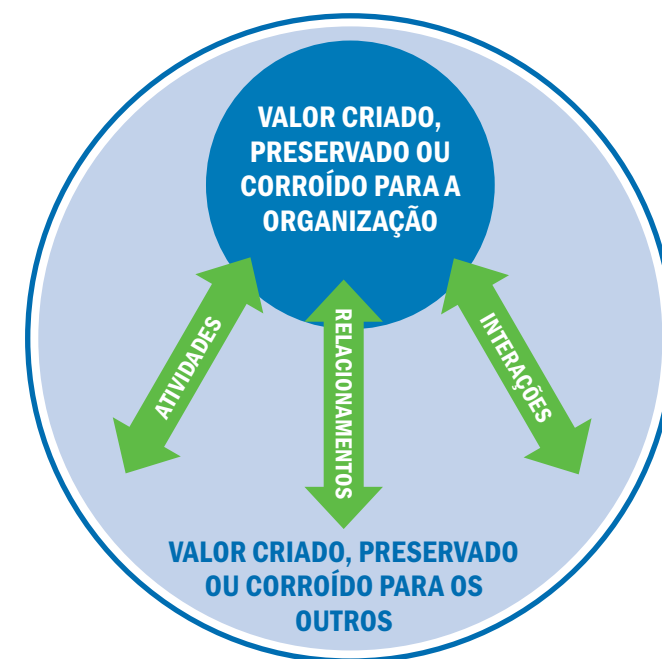 VALOR CRIADO,
PRESERVADO OU
CORROÍDO PARA A
ORGANIZAÇÃO
ATIVIDADES
RELACIONAMENTOS
INTERAÇÕES
VALOR CRIADO, PRESERVADO
OU CORROÍDO PARA OS
OUTROS